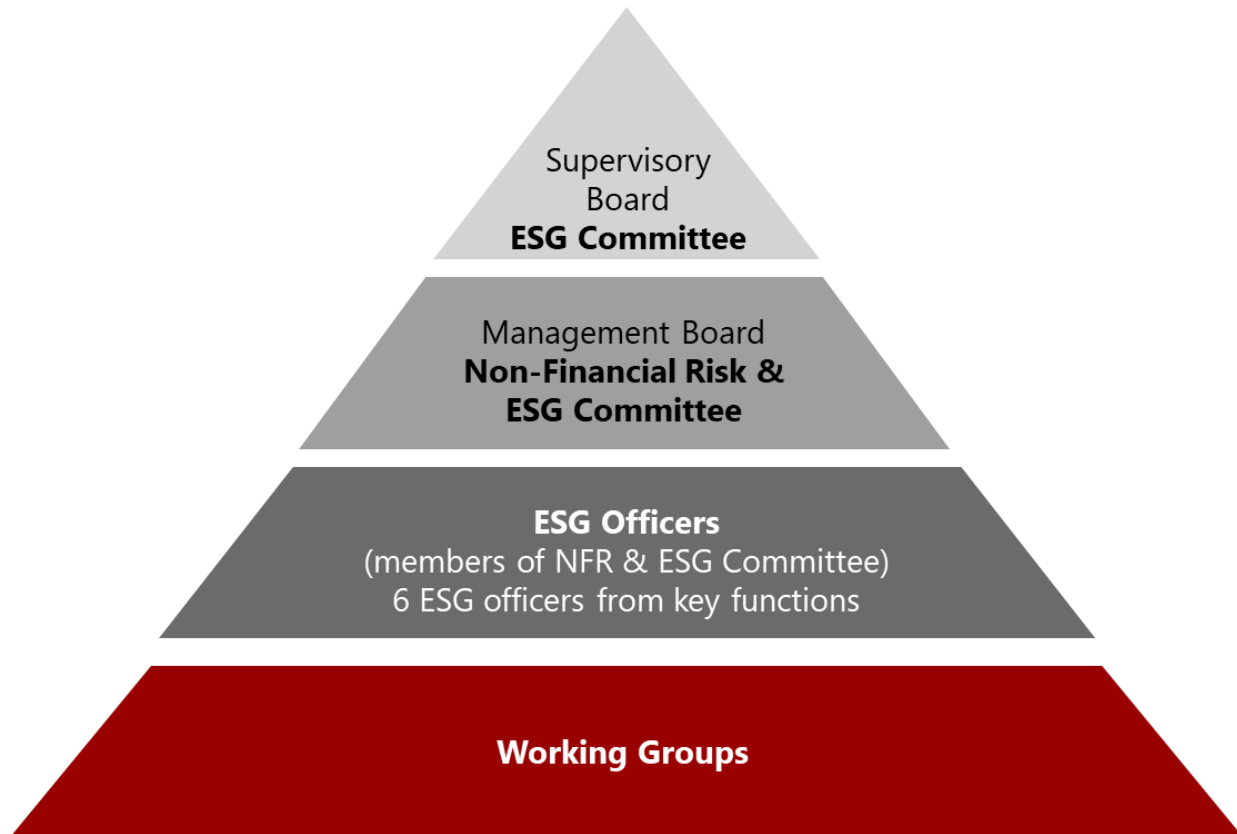 Supervisory
Board
ESG Committee
Management Board
Non-Financial Risk &
ESG Committee
ESG Officers
(members of NFR & ESG Committee)
6 ESG officers from key functions
Working Groups